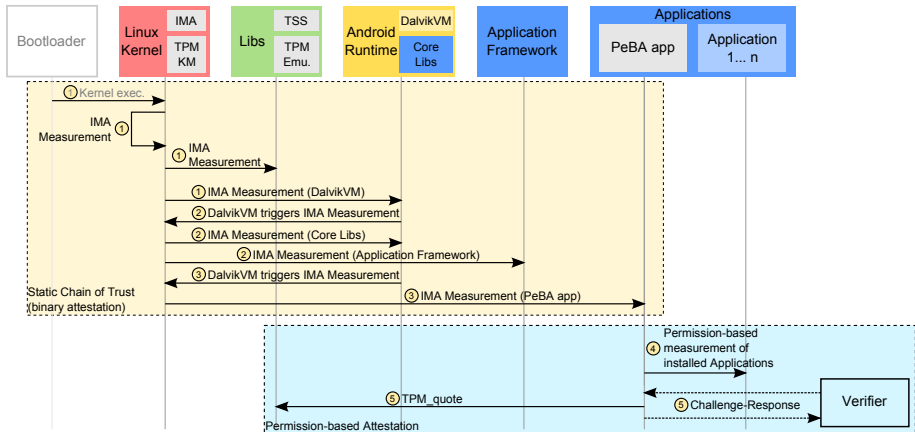 Bootloader
Linux
Kernel
IMA
TPM
KM
Libs
TSS
TPM
Emu.
Android
Runtime
DalvikVM
Core
Libs
Application
Framework
Applications
PeBA app
Application
1... n
1 Kernel exec.
IMA
Measurement
1
1 IMA
Measurement
1 IMA Measurement (DalvikVM)
2 DalvikVM triggers IMA Measurement
2 IMA Measurement (Core Libs)
2 IMA Measurement (Application Framework)
3 DalvikVM triggers IMA Measurement
3 IMA Measurement (PeBA app)
Static Chain of Trust
(binary attestation)
4 Permission-based
measurement of
installed Applications
5 TPM_quote
5 Challenge-Response
Verifier
Permission-based Attestation